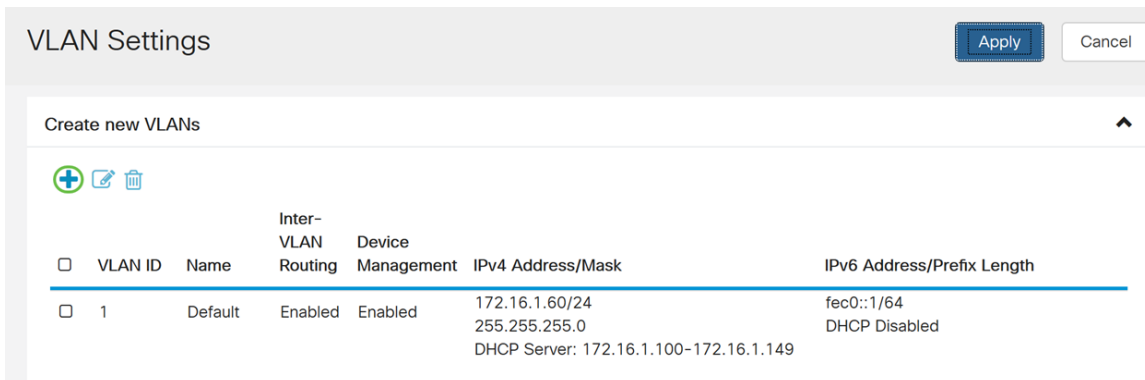 VLAN Settings
Apply
Cancel
Create new VLANs
Inter-
VLAN Device
VLAN ID Name Routing Management IPv4 Address/Mask IPv6 Address/Prefix Length
1 Default Enabled Enabled 172.16.1.60/24 fec0::1/64
255.255.255.0 DHCP Disabled
DHCP Server: 172.16.1.100-172.16.1.149